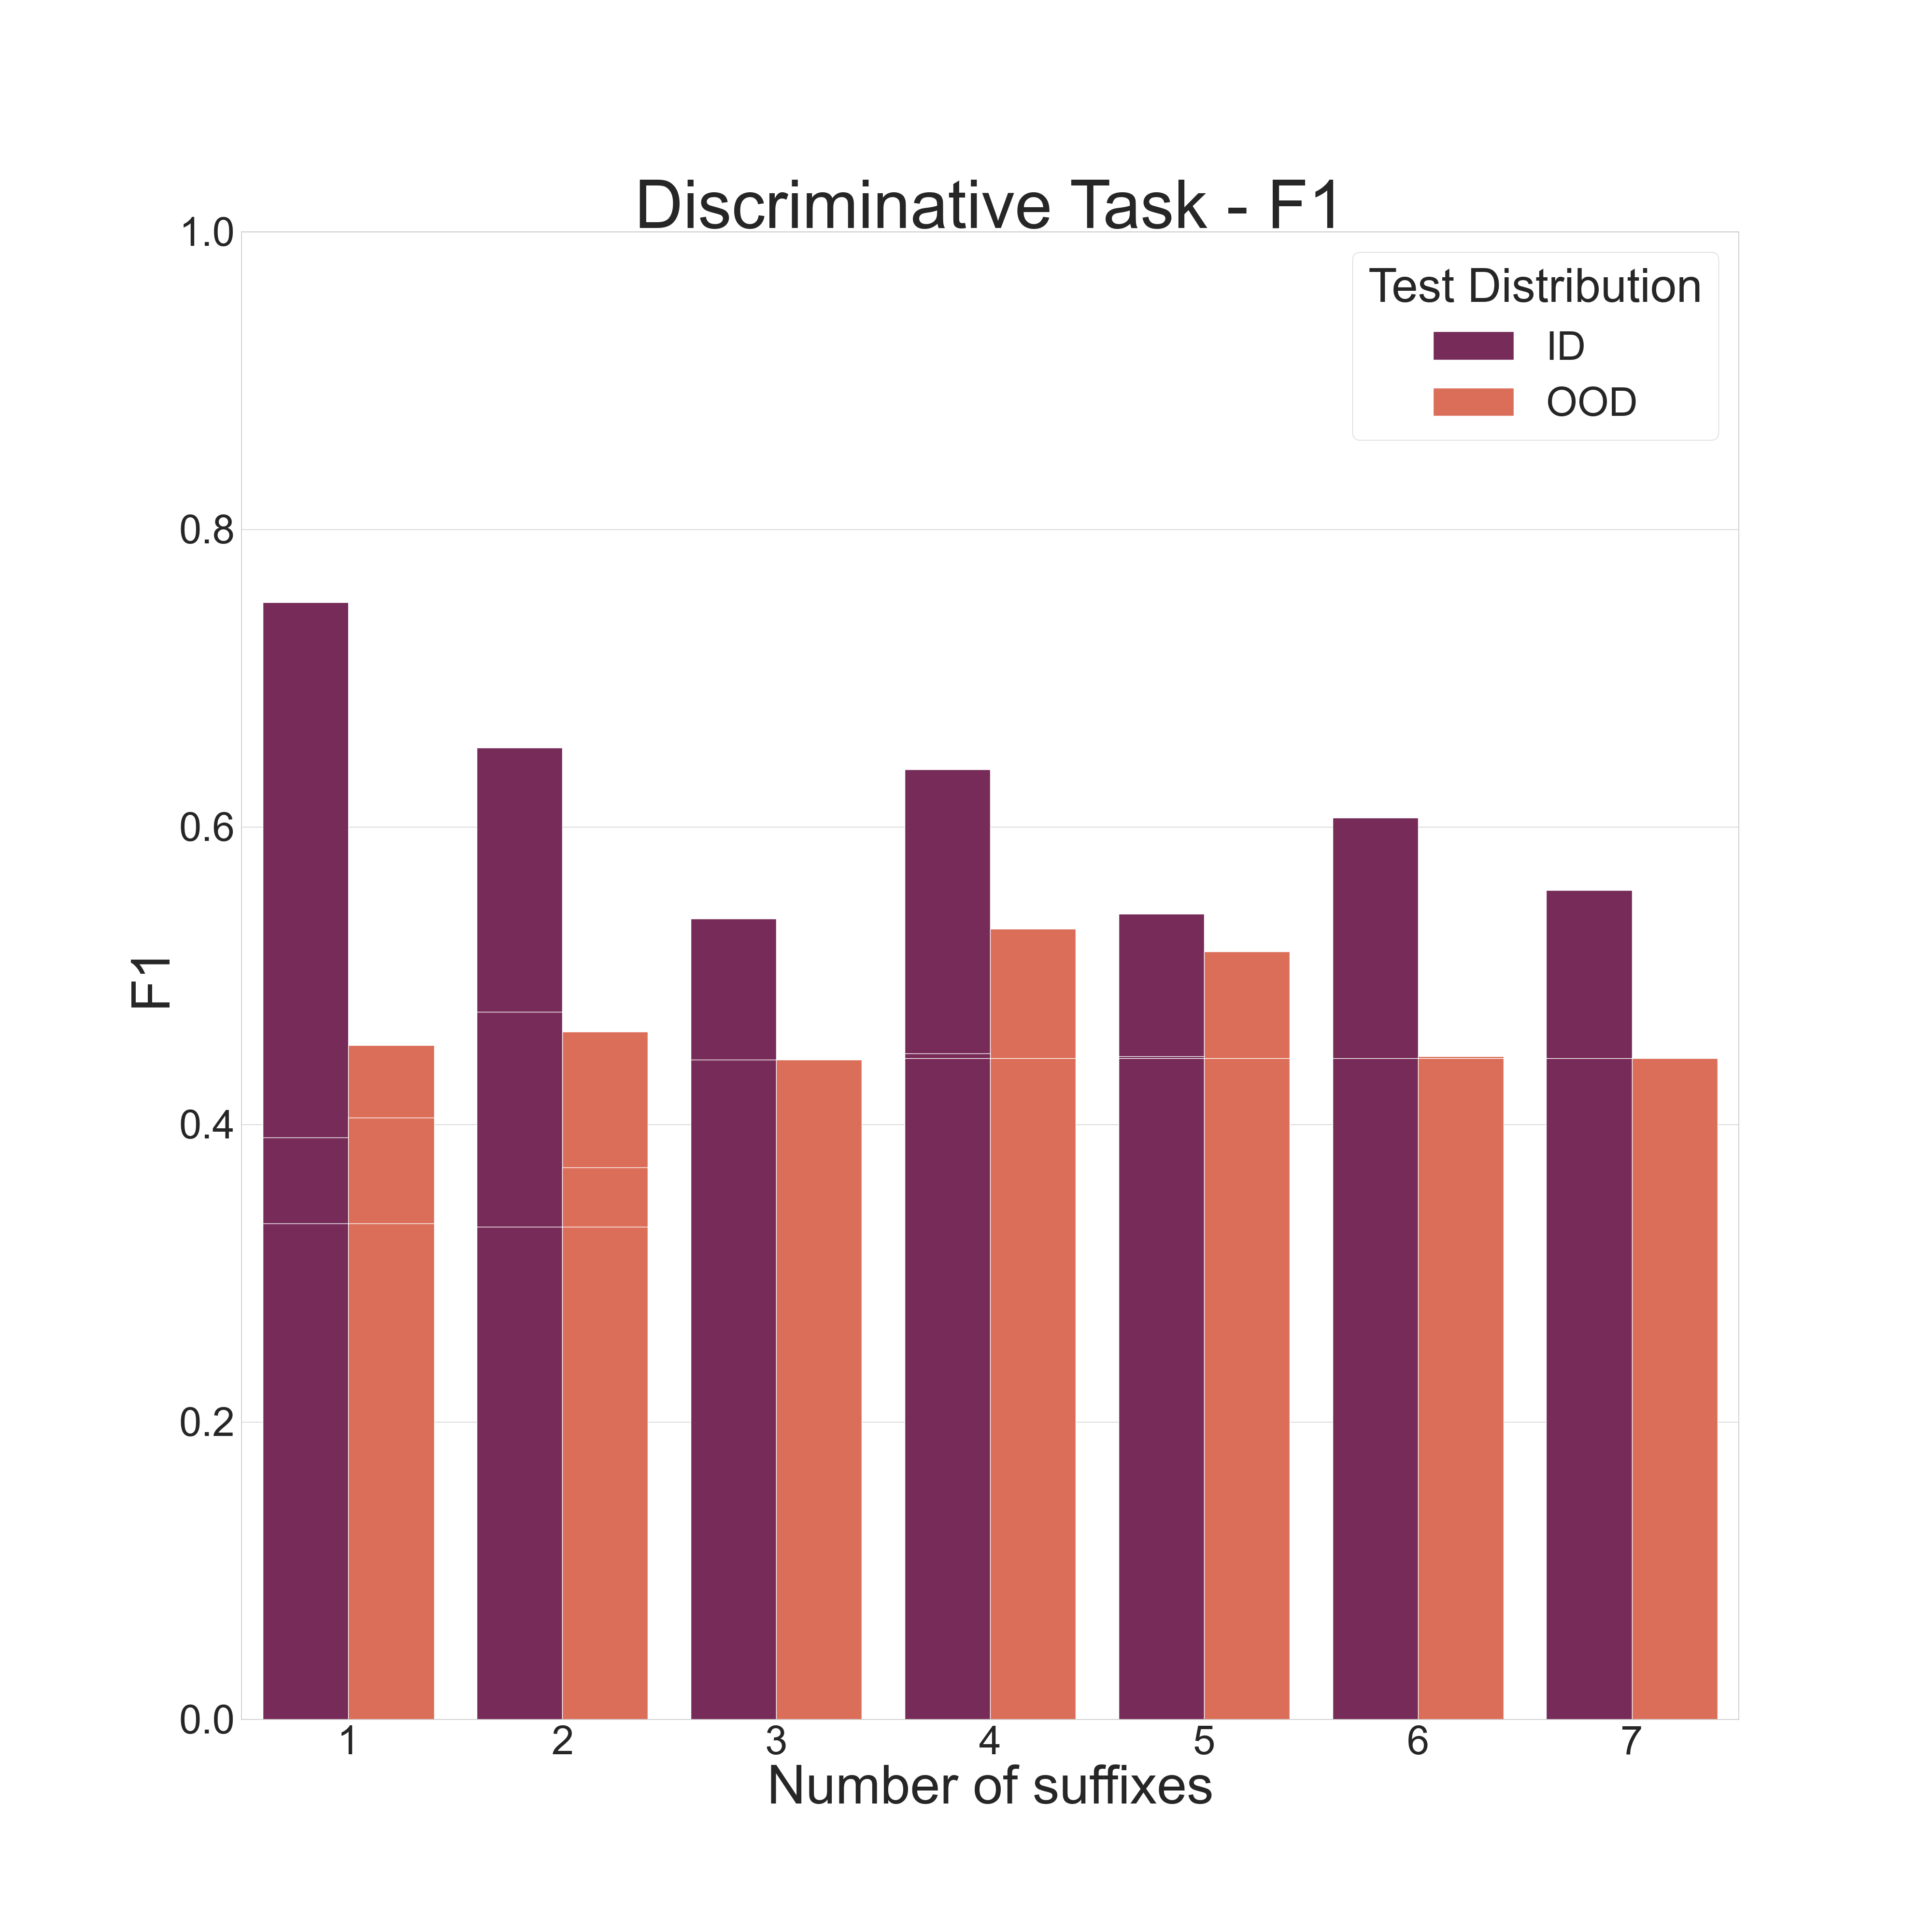 Discriminative Task - F1
1.0
0.8
0.6
0.4
0.2
0.0
F1
Test Distribution
ID
OOD
1 2 3 4 5 6 7
Number of suffixes